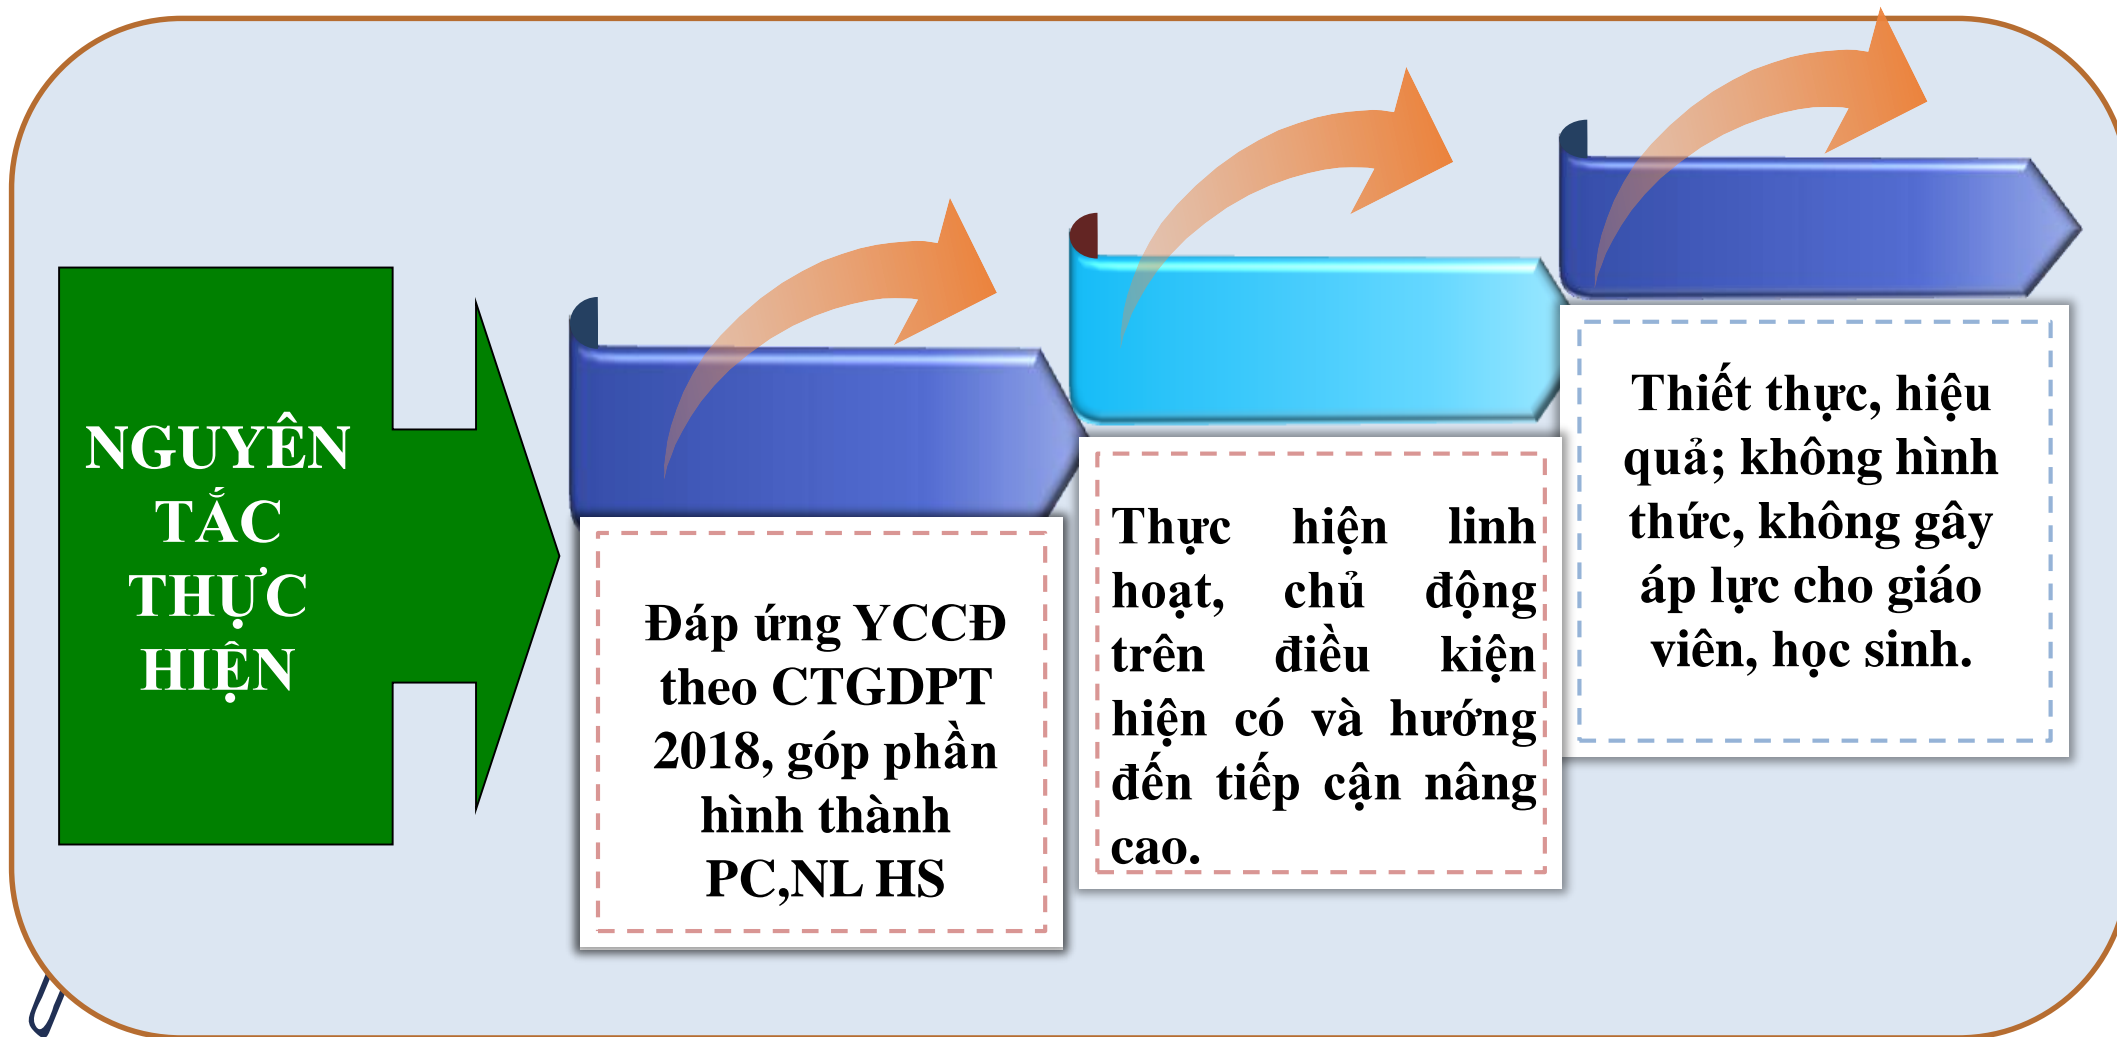 NGUYÊN
TẮC
THỰC
HIỆN
Đáp ứng YCCĐ
theo CTGDPT
2018, góp phần
hình thành
PC,NL HS
Thực hiện linh
hoạt, chủ động
trên điều kiện
hiện có và hướng
đến tiếp cận nâng
cao.
Thiết thực, hiệu
quả; không hình
thức, không gây
áp lực cho giáo
viên, học sinh.